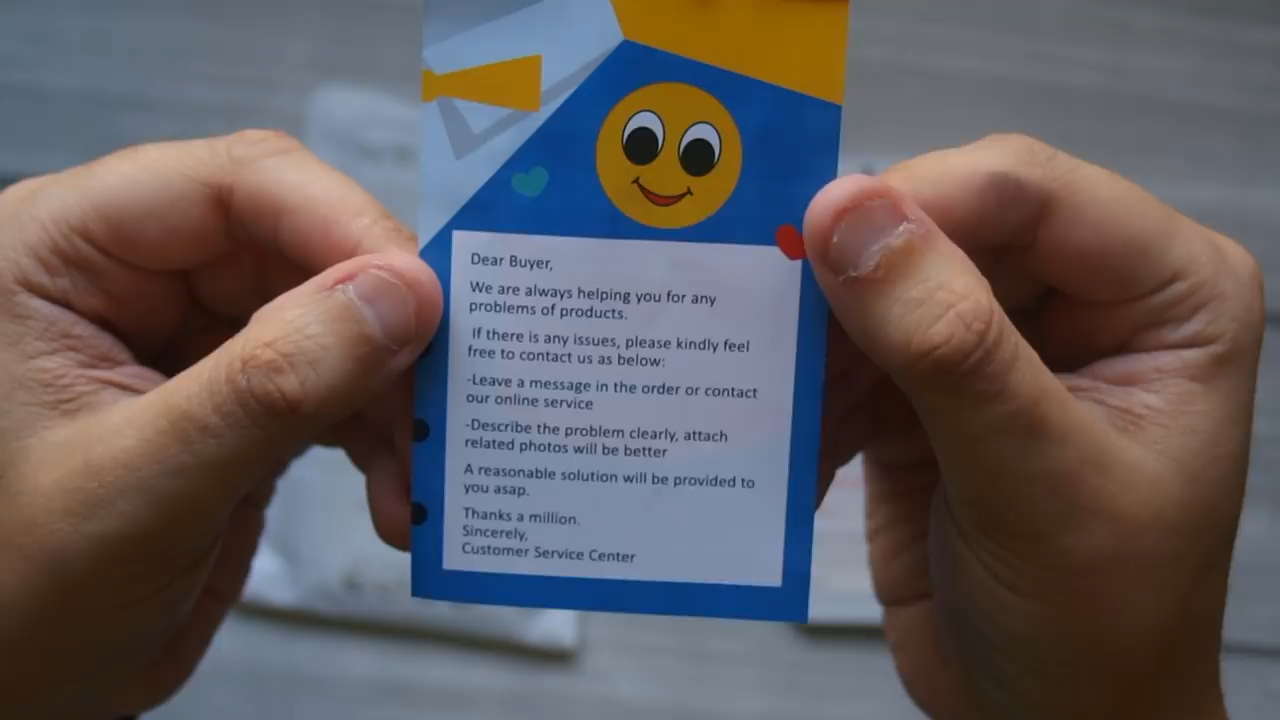 Dear Buyer,
We are always helping you for any
problems of products.
If there is any issues, please kindly feel
free to contact us as below:
-Leave a message in the order or contact
our online service
-Describe the problem clearly, attach
related photos will be better
A reasonable solution will be provided to
you asap.
Thanks a million.
Sincerely,
Customer Service Center